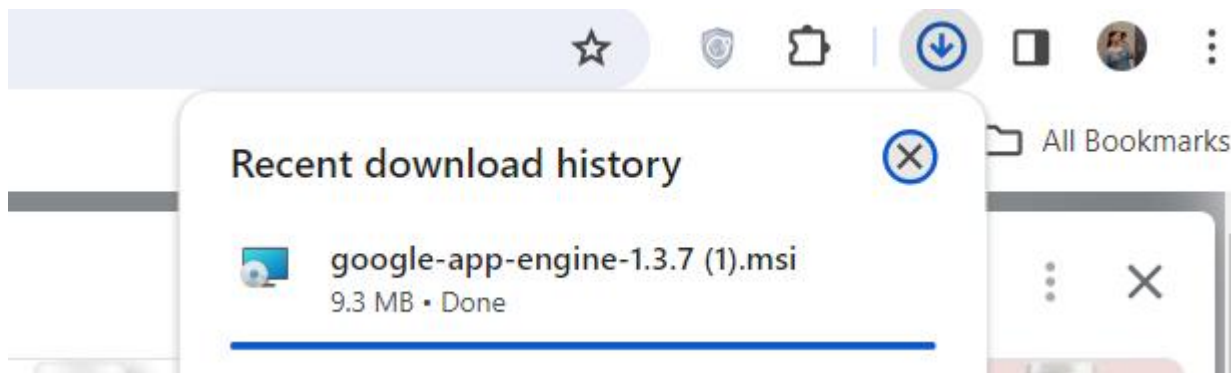 All Bookmarks
Recent download history
google-app-engine-1.3.7 (1).msi
9.3 MB • Done